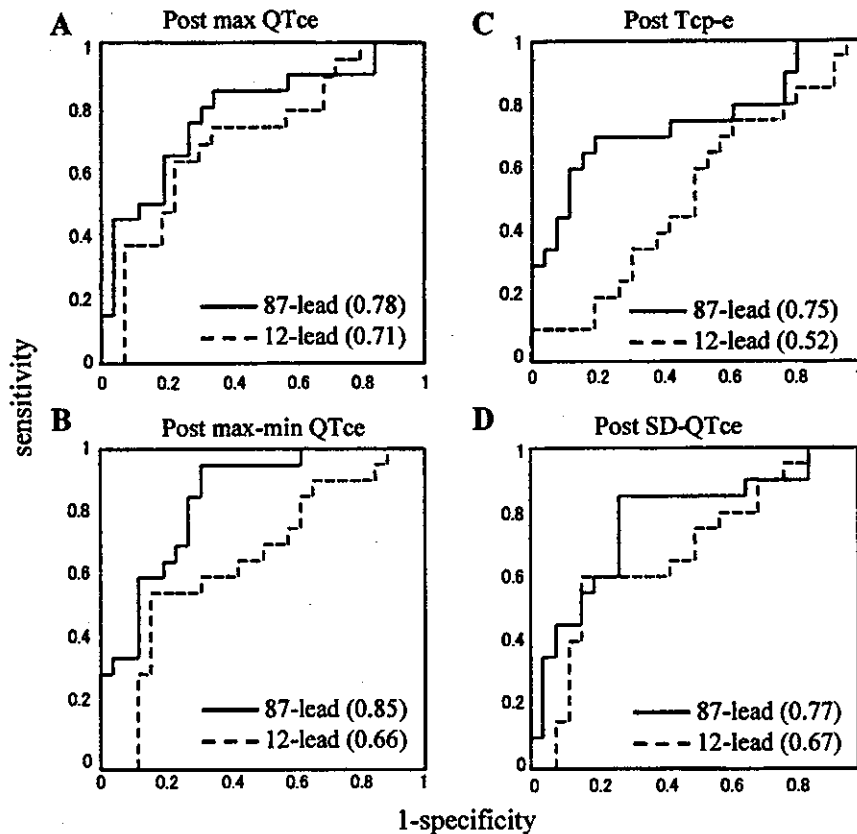 A
Post max QTce
1
0.8
0.6
0.4
0.2
0
0
0.2
0.4
0.6
0.8
1
87-lead (0.78)
12-lead (0.71)
C
Post Tcp-e
1
0.8
0.6
0.4
0.2
0
0
0.2
0.4
0.6
0.8
1
87-lead (0.75)
12-lead (0.52)
sensitivity
B
Post max-min QTce
1
0.8
0.6
0.4
0.2
0
0
0.2
0.4
0.6
0.8
1
87-lead (0.85)
12-lead (0.66)
D
Post SD-QTce
1
0.8
0.6
0.4
0.2
0
0
0.2
0.4
0.6
0.8
1
87-lead (0.77)
12-lead (0.67)
1-specificity